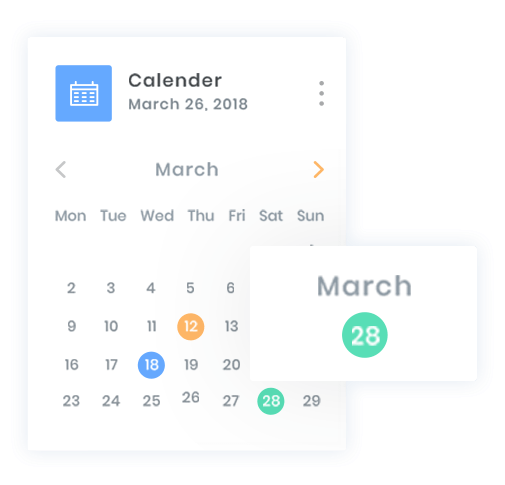 Calender
March 26, 2018
March
Mon Tue Wed Thu Fri Sat Sun
2 3 4 5 6
9 10 11 12 13
16 17 18 19 20
23 24 25 26 27 28 29
March
28